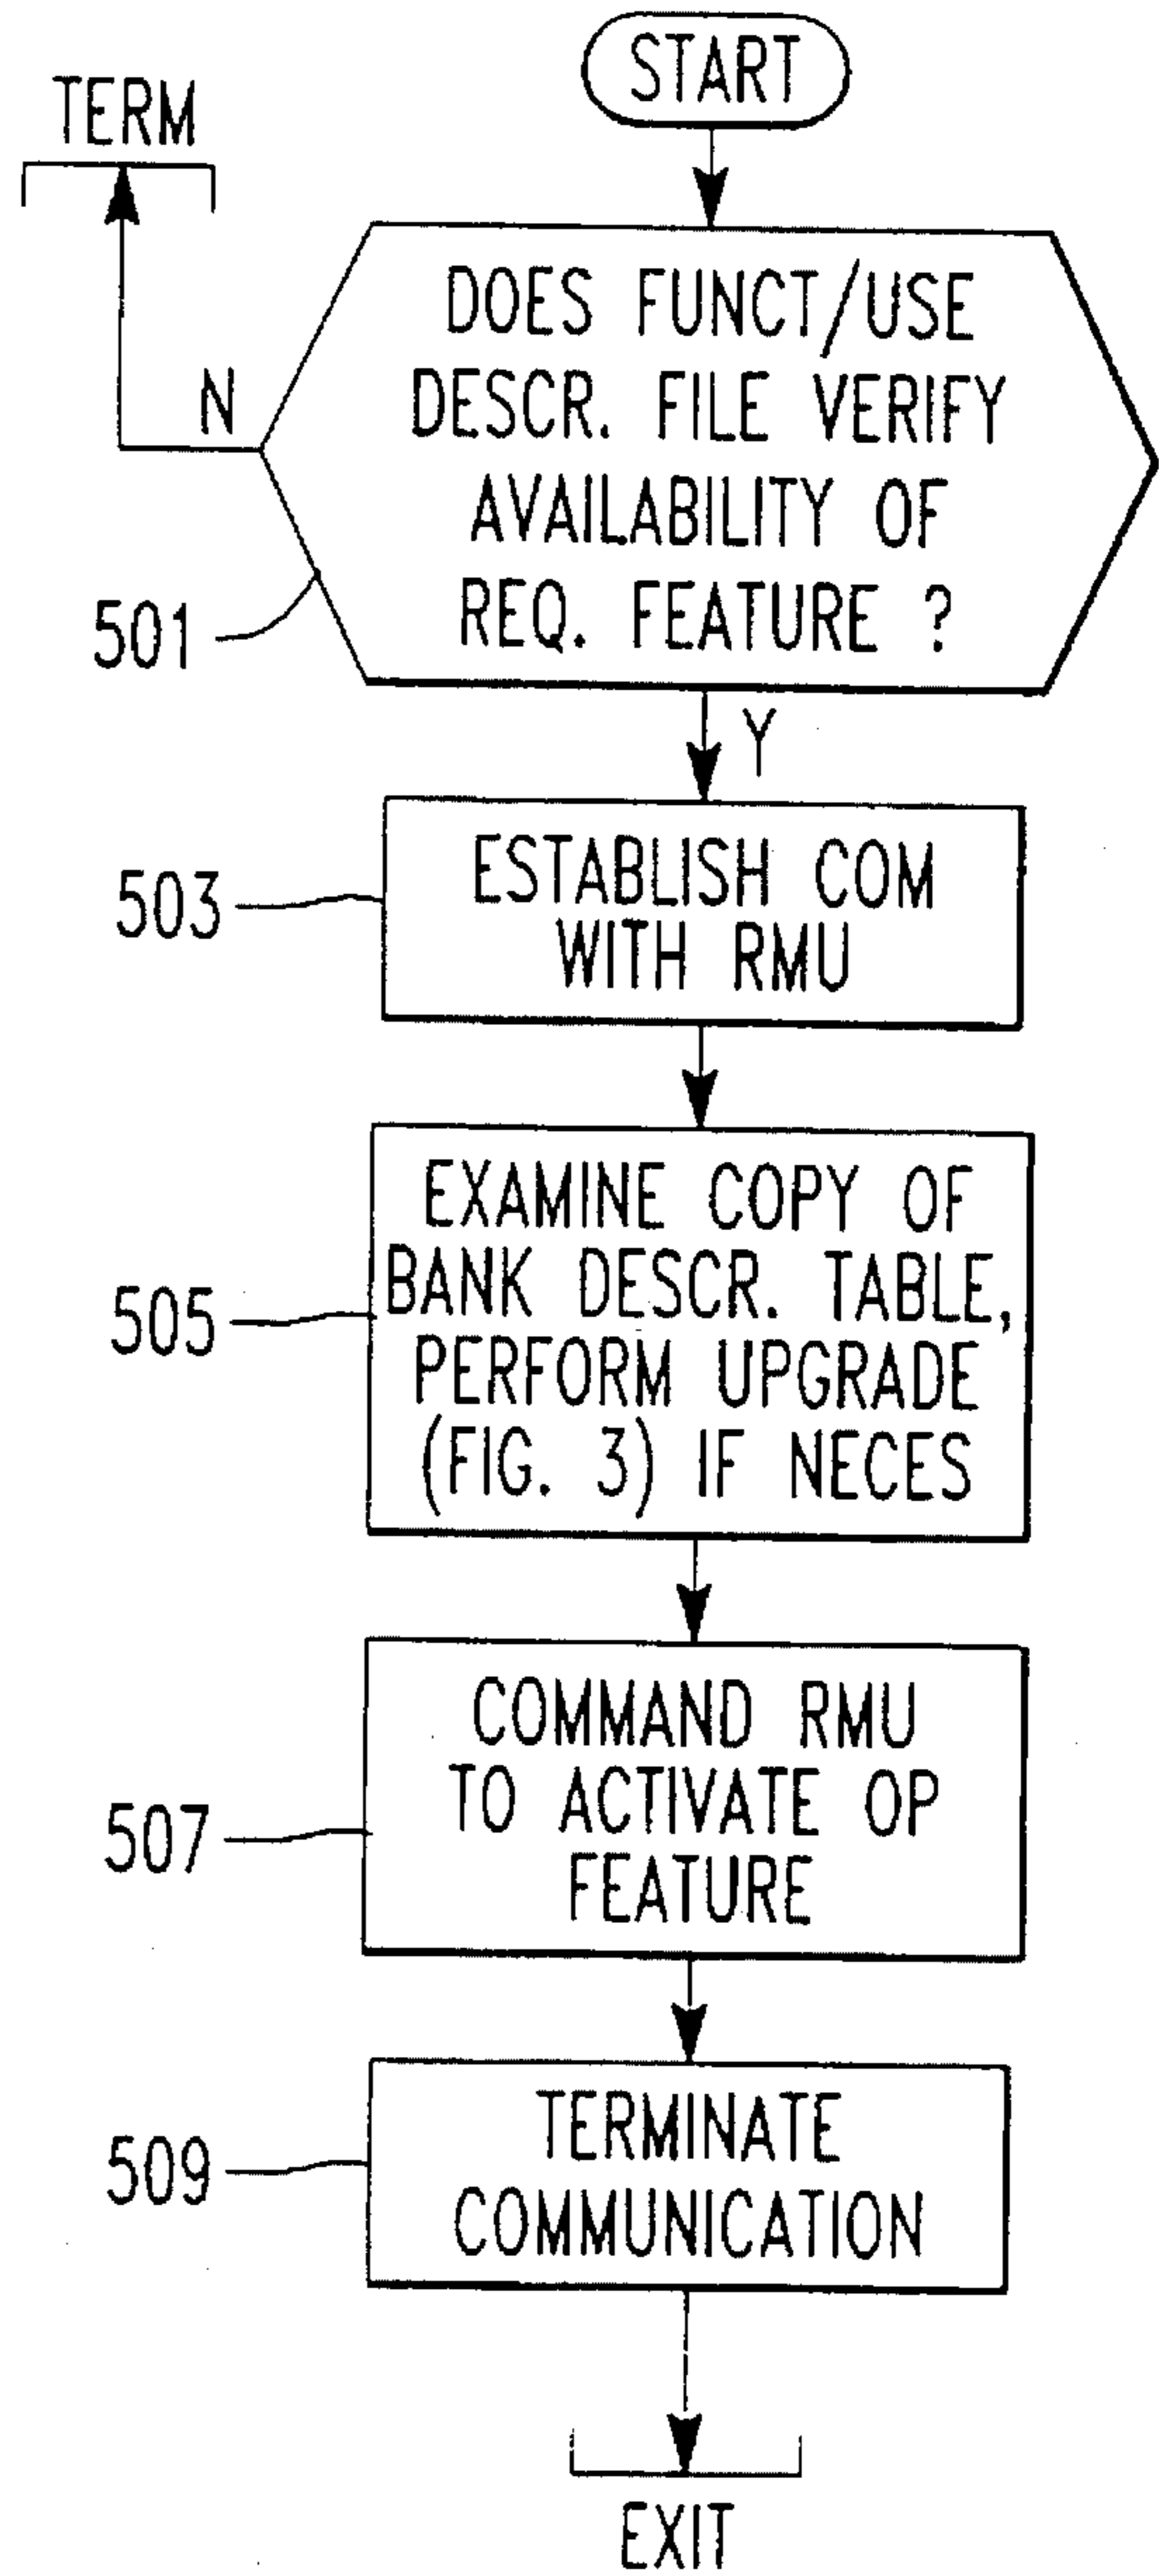 START
TERM
DOES FUNCT/USE
DESCR. FILE VERIFY
AVAILABILITY OF
REQ. FEATURE ?
N
501
Y
ESTABLISH COM
WITH RMU
503
EXAMINE COPY OF
BANK DESCR. TABLE,
PERFORM UPGRADE
(FIG. 3) IF NECES
505
COMMAND RMU
TO ACTIVATE OP
FEATURE
507
TERMINATE
COMMUNICATION
509
EXIT